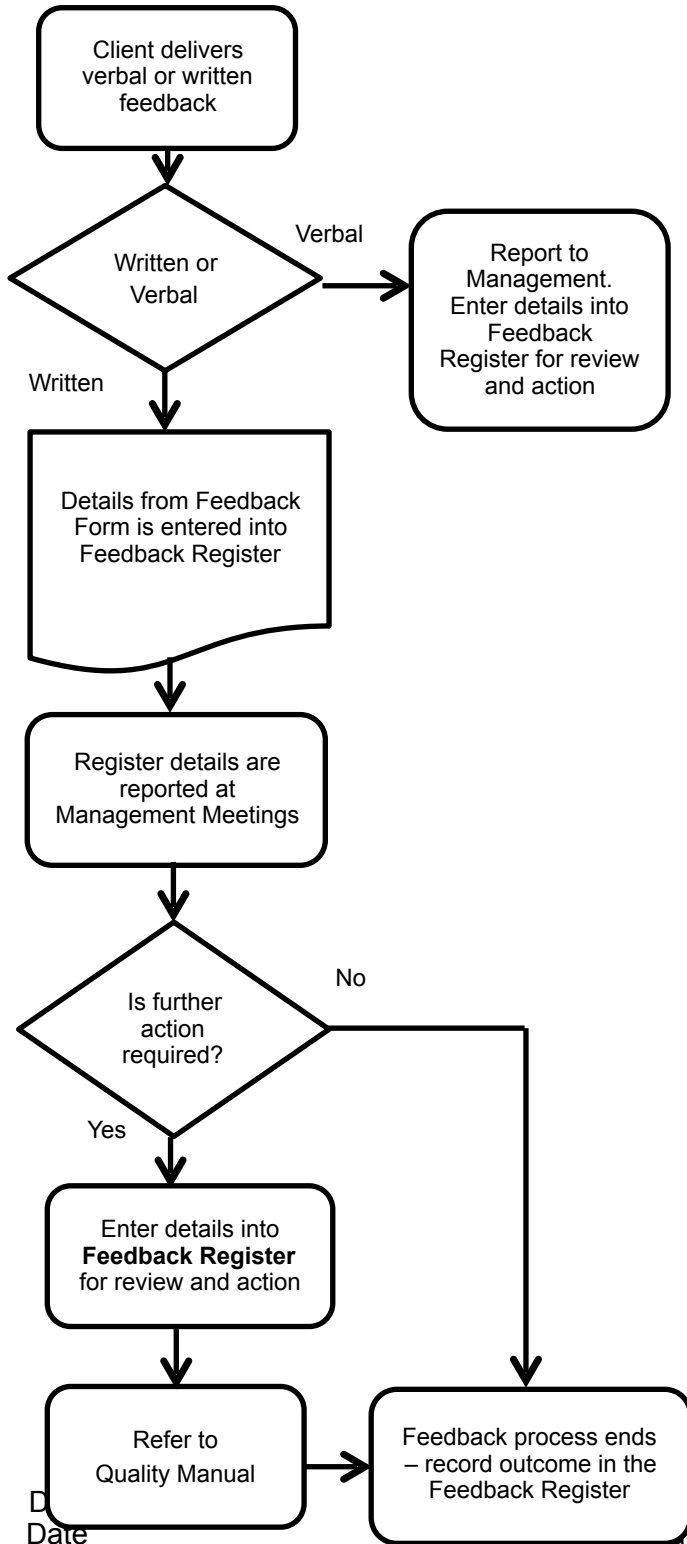 Client delivers
verbal or written
feedback
Verbal
Written or
Verbal
Report to
Management.
Enter details into
Feedback
Register for review
and action
Written
Details from Feedback
Form is entered into
Feedback Register
Register details are
reported at
Management Meetings
No
Is further
action
required?
Yes
Enter details into
Feedback Register
for review and action
Refer to
Quality Manual
Feedback process ends
– record outcome in the
Feedback Register
D
Date